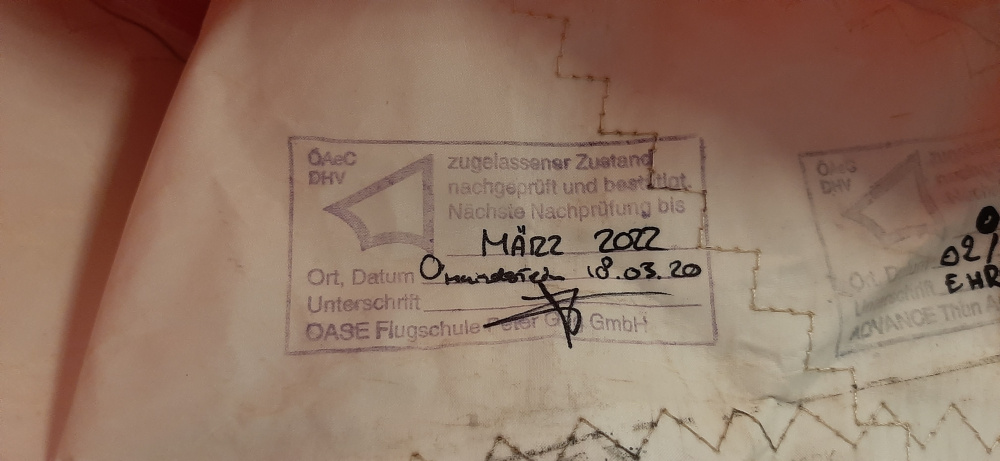 ÖAeC
DHV
zugelassener Zustand
nachgeprüft und bestätigt.
Nächste Nachprüfung bis
MÄRZ 2022
Ort, Datum 18.03.20
Unterschrift
OASE Flugschule Peter GmbH
ÖAeC
DHV
02/
EHR
ADVANCE Thun